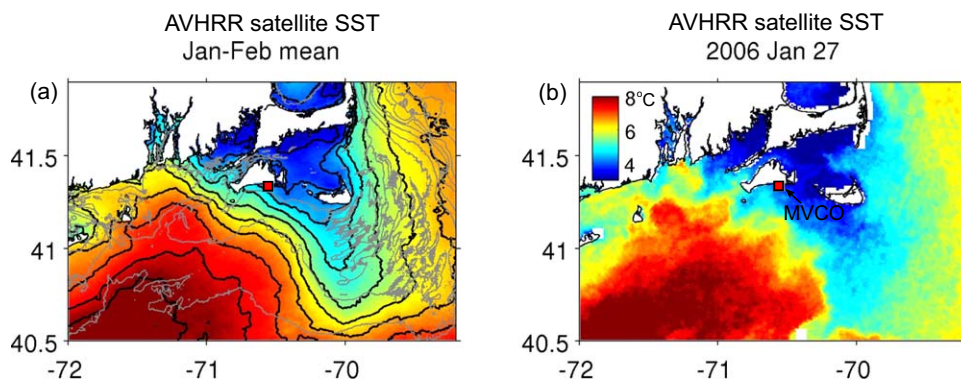 AVHRR satellite SST
Jan-Feb mean
(a)
41.5
41
40.5
-72
-71
-70
AVHRR satellite SST
2006 Jan 27
(b)
8°C
6
4
MVCO
41.5
41
40.5
-72
-71
-70